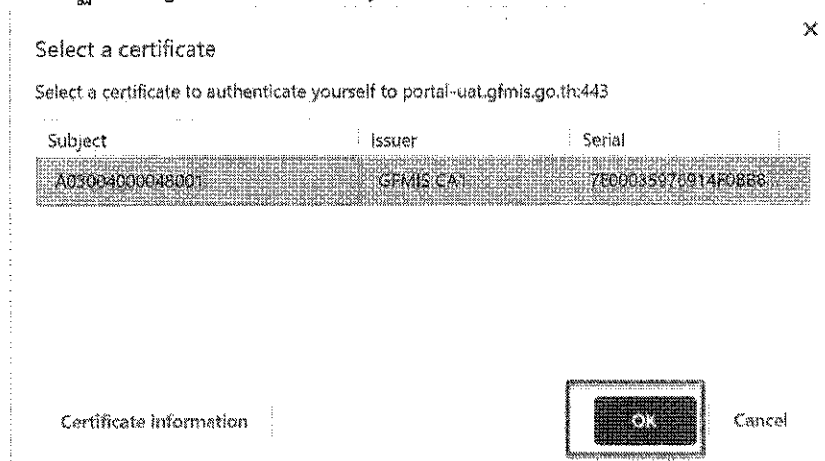 ×
Select a certificate
Select a certificate to authenticate yourself to portal-uat.gfmis.go.th:443
Subject Issuer Serial
A03004000048001 GFMIS CA1
Certificate information OK Cancel